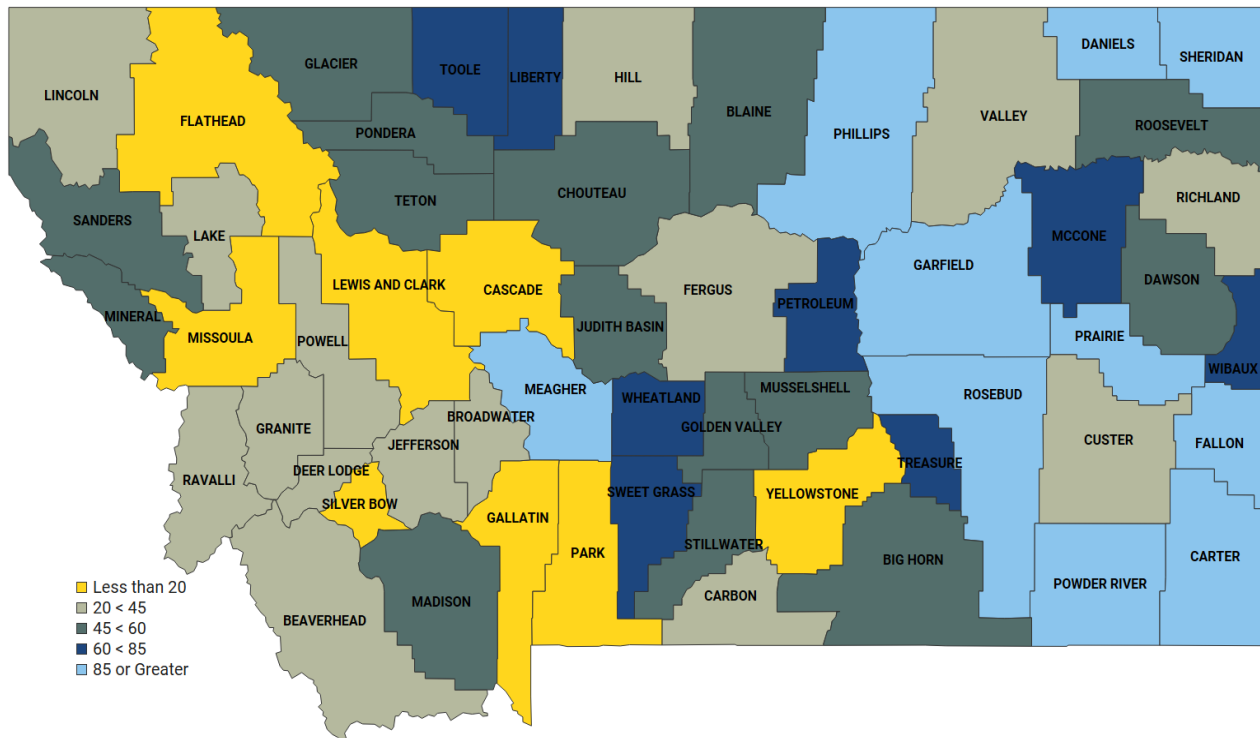 DANIELS
SHERIDAN
GLACIER
TOOLE
LIBERTY
HILL
LINCOLN
BLAINE
FLATHEAD
PHILLIPS
VALLEY
ROOSEVELT
PONDERA
TETON
CHOUTEAU
RICHLAND
SANDERS
LAKE
MCCONE
GARFIELD
LEWIS AND CLARK
CASCADE
FERGUS
DAWSON
PETROLEUM
MINERAL
JUDITH BASIN
MISSOULA
POWELL
PRAIRIE
WIBAUX
MEAGHER
MUSSELSHELL
WHEATLAND
ROSEBUD
BROADWATER
GRANITE
GOLDEN VALLEY
JEFFERSON
CUSTER
FALLON
DEER LODGE
TREASURE
RAVALLI
SWEET GRASS
YELLOWSTONE
SILVER BOW
GALLATIN
STILLWATER
PARK
BIG HORN
CARTER
POWDER RIVER
Less than 20
CARBON
MADISON
20 < 45
BEAVERHEAD
45 < 60
60 < 85
85 or Greater